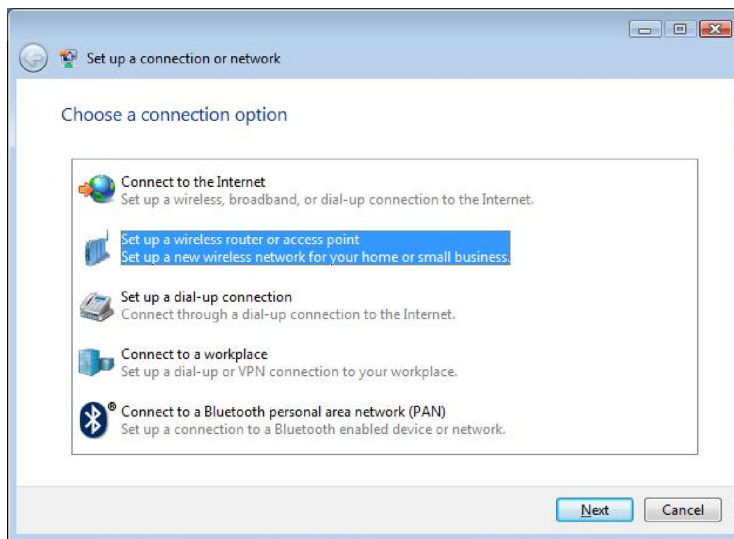 Set up a connection or network
Choose a connection option
Connect to the Internet
Set up a wireless, broadband, or dial-up connection to the Internet.
Set up a wireless router or access point
Set up a new wireless network for your home or small business.
Set up a dial-up connection
Connect through a dial-up connection to the Internet.
Connect to a workplace
Set up a dial-up or VPN connection to your workplace.
® Connect to a Bluetooth personal area network (PAN)
Set up a connection to a Bluetooth enabled device or network.
Next Cancel